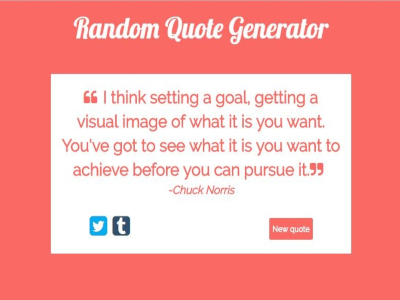 Random Quote Generator
❝ I think setting a goal, getting a
visual image of what it is you want.
You've got to see what it is you want to
achieve before you can pursue it.❞
-Chuck Norris
New quote